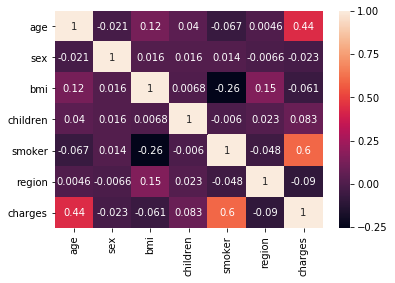 age 1 -0.021 0.12 0.04 -0.067 0.0046 0.44
sex -0.021 1 0.016 0.016 0.014 -0.0066 -0.023
bmi 0.12 0.016 1 0.0068 -0.26 0.15 -0.061
children 0.04 0.016 0.0068 1 -0.006 0.023 0.083
smoker -0.067 0.014 -0.26 -0.006 1 -0.048 0.6
region 0.0046 -0.0066 0.15 0.023 -0.048 1 -0.09
charges 0.44 -0.023 -0.061 0.083 0.6 -0.09 1
age sex bmi children smoker region charges
1.00
0.75
0.50
0.25
0.00
-0.25